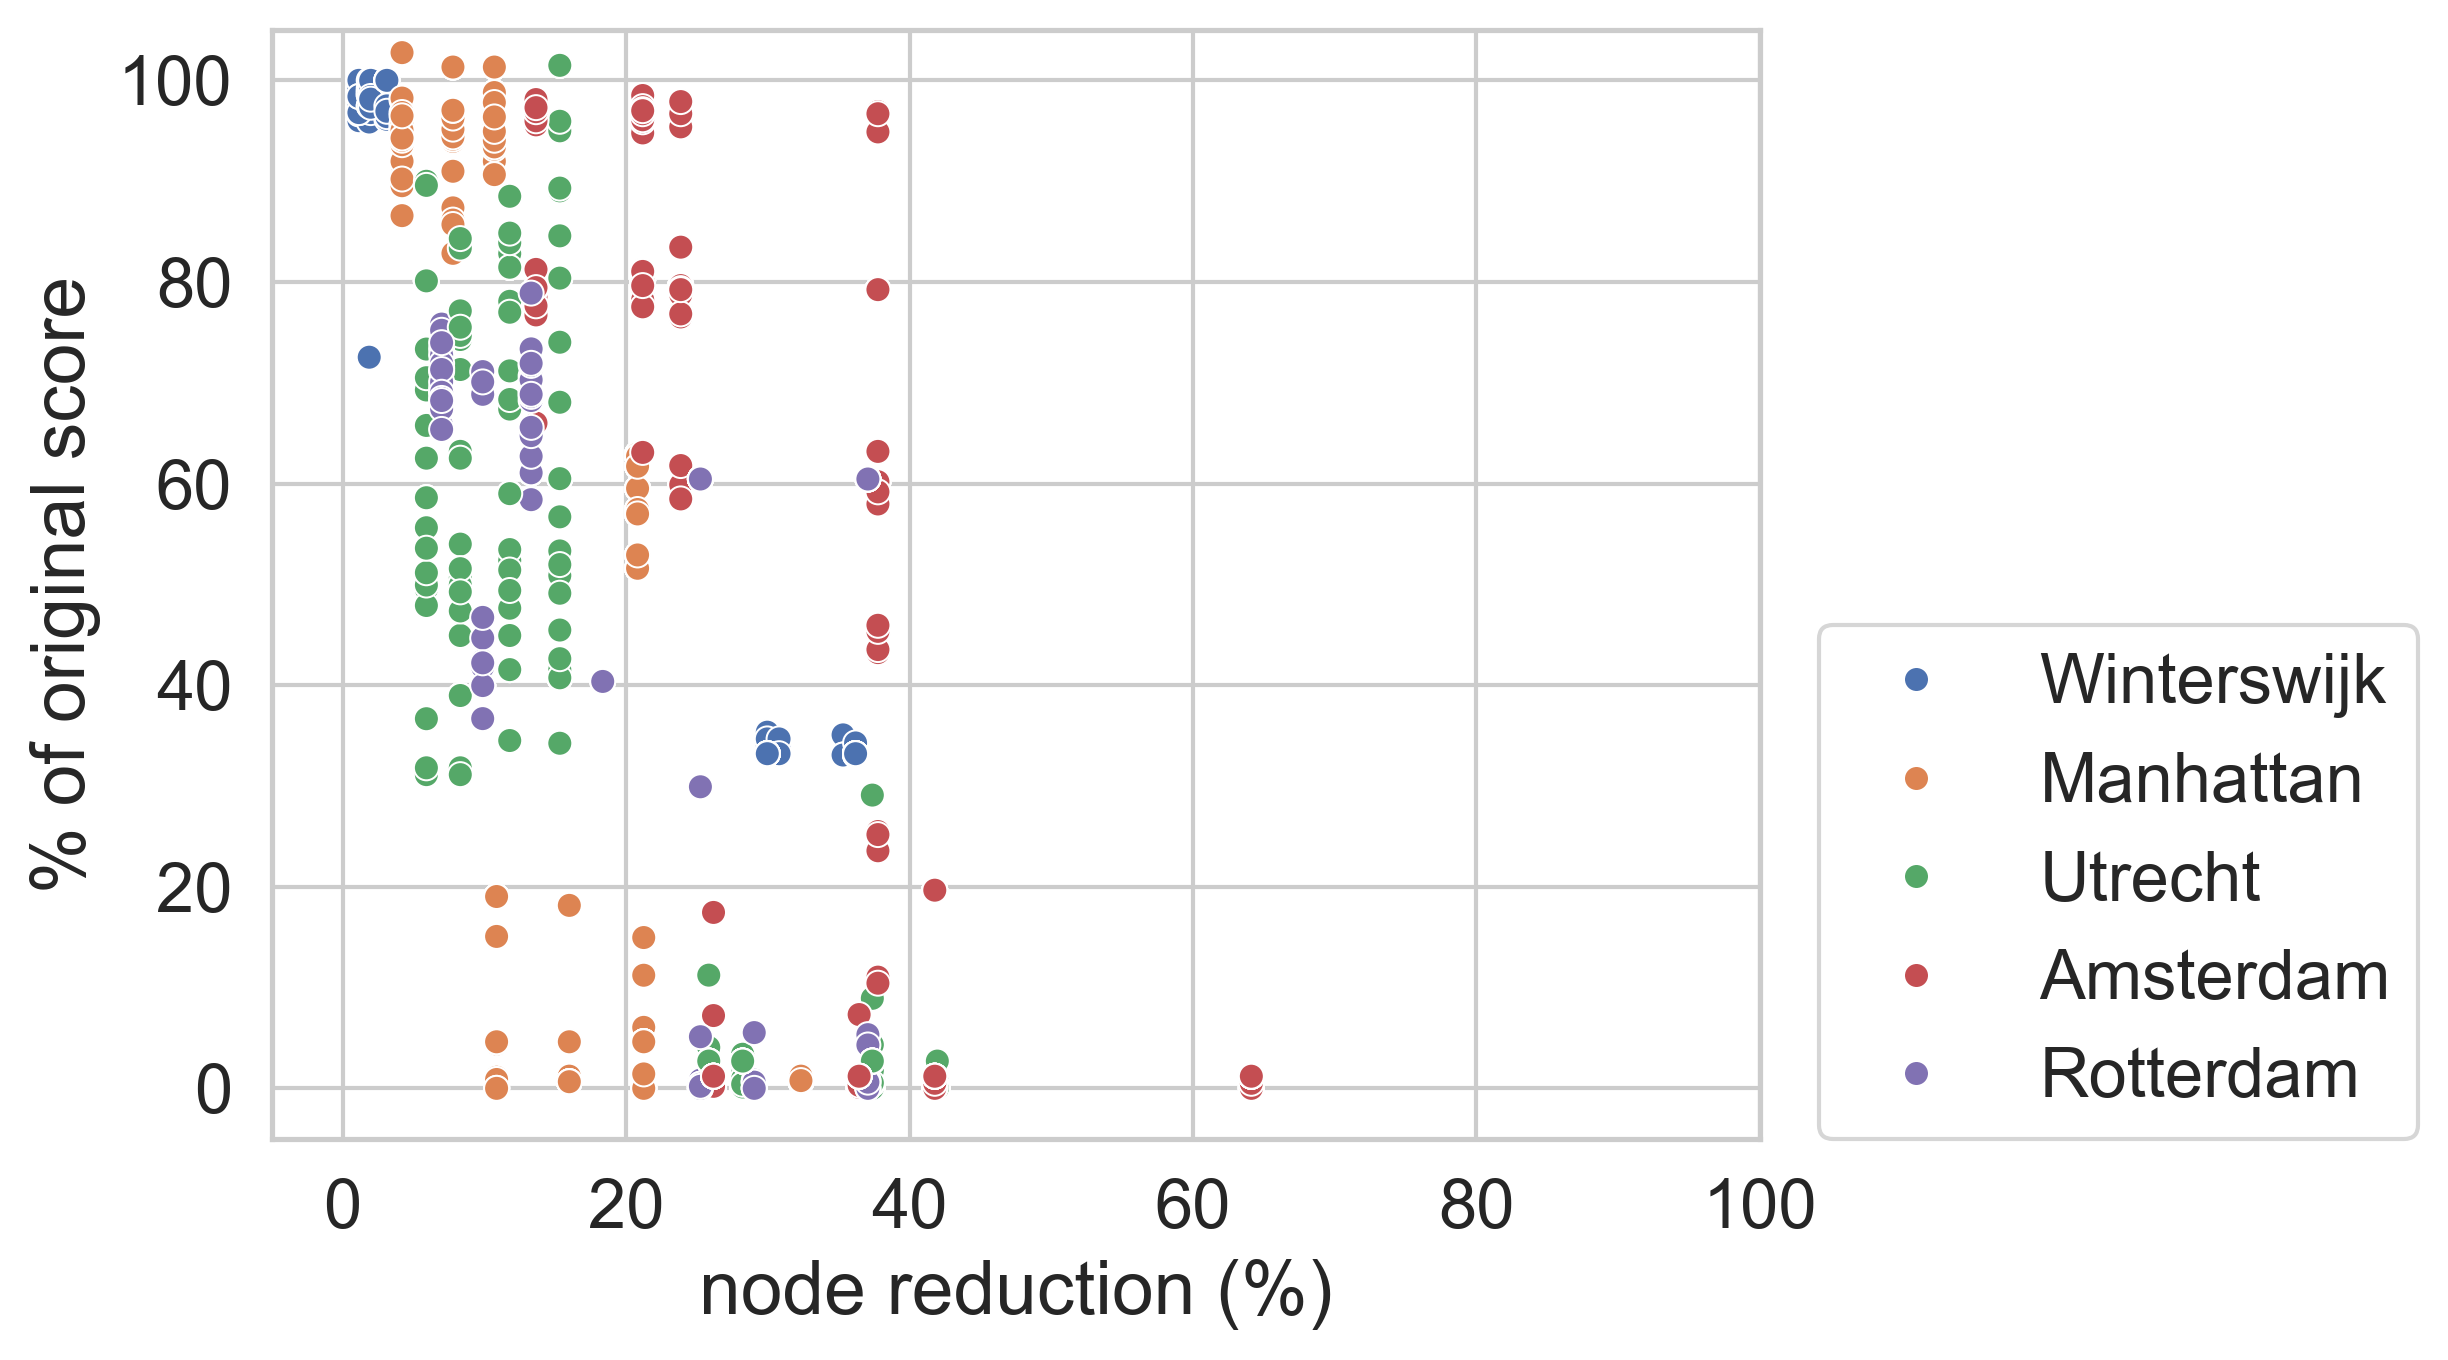 % of original score
100
80
60
40
20
0
0 20 40 60 80 100
node reduction (%)
Winterswijk
Manhattan
Utrecht
Amsterdam
Rotterdam